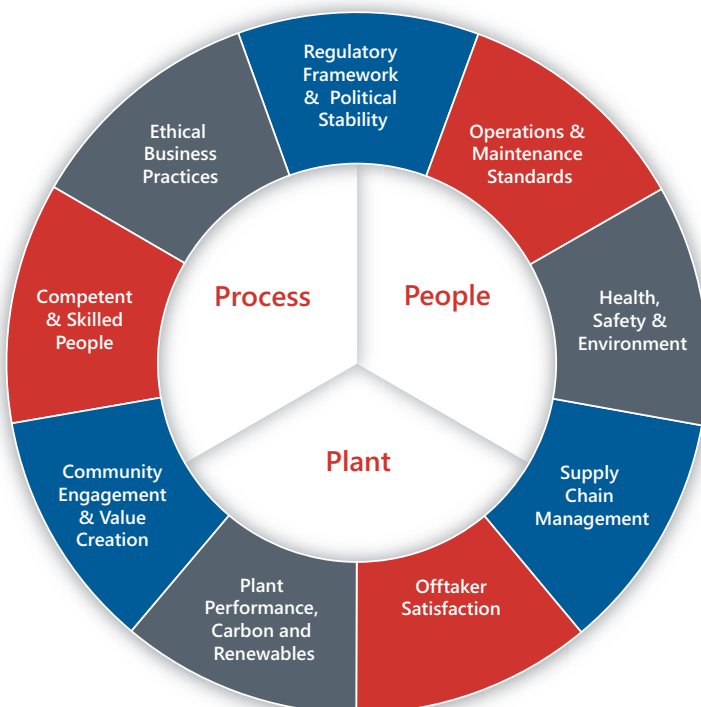 Regulatory
Framework
& Political
Stability
Operations &
Maintenance
Standards
Health,
Safety &
Environment
Supply
Chain
Management
Offtaker
Satisfaction
Plant
Performance,
Carbon and
Renewables
Community
Engagement
& Value
Creation
Competent
& Skilled
People
Ethical
Business
Practices
Process
People
Plant